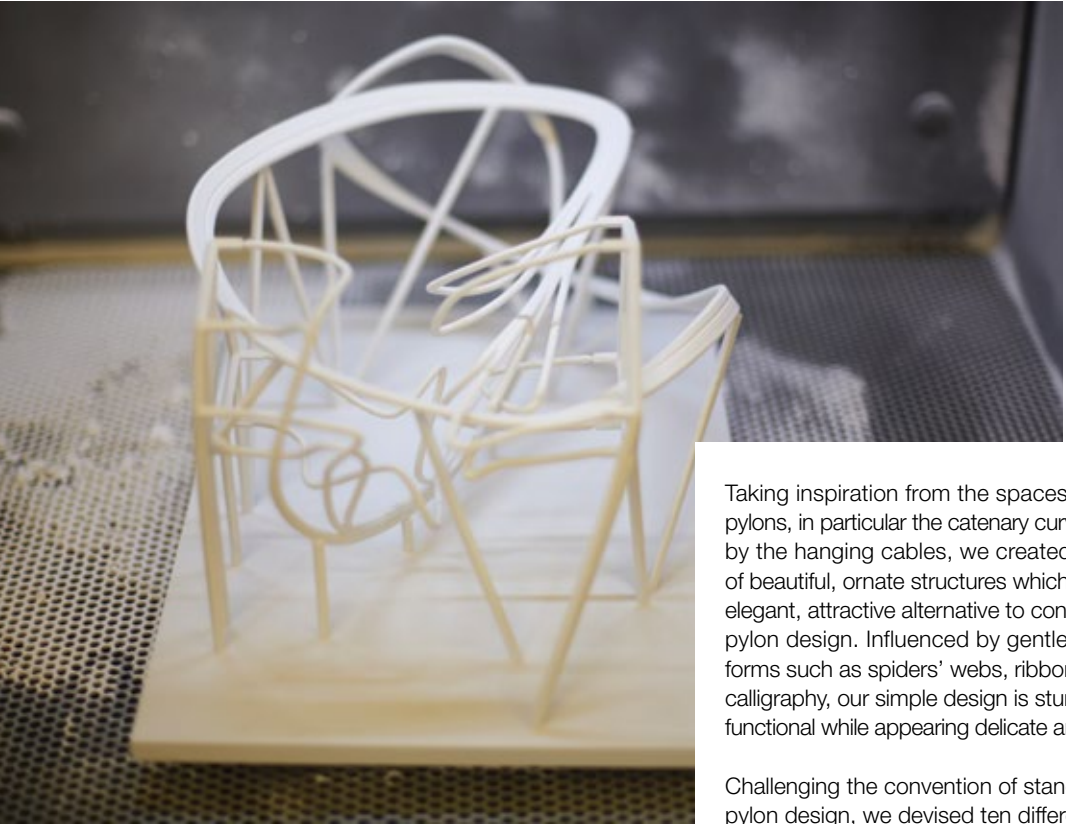 Taking inspiration from the spaces
pylons, in particular the catenary
by the hanging cables, we created
of beautiful, ornate structures which
elegant, attractive alternative to
pylon design. Influenced by gentle
forms such as spiders’ webs,
calligraphy, our simple design is
functional while appearing delicate
Challenging the convention of
pylon design, we devised ten